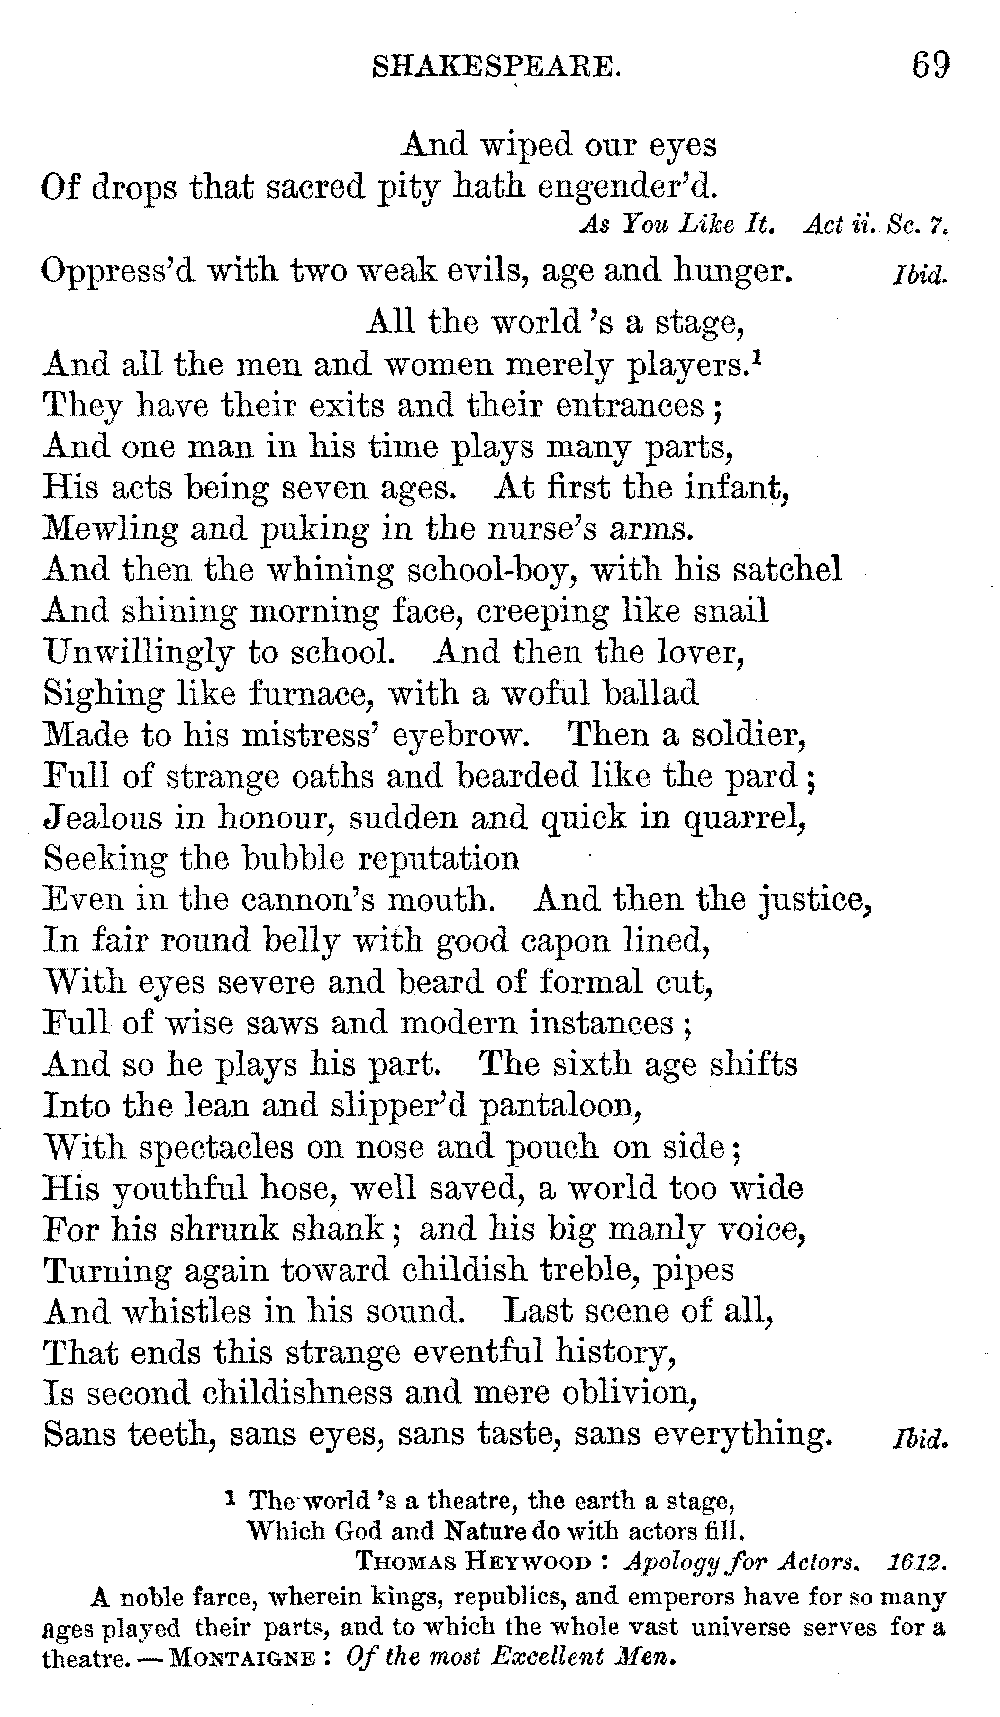 SHAKESPEARE. 69
And wiped our eyes
Of drops that sacred pity hath engender'd.
As You Like It. Act ii. Sc. 7.
Oppress'd with two weak evils, age and hunger. Ibid.
All the world 's a stage,
And all the men and women merely players.¹
They have their exits and their entrances ;
And one man in his time plays many parts,
His acts being seven ages. At first the infant,
Mewling and puking in the nurse's arms.
And then the whining school-boy, with his satchel
And shining morning face, creeping like snail
Unwillingly to school. And then the lover,
Sighing like furnace, with a woful ballad
Made to his mistress' eyebrow. Then a soldier,
Full of strange oaths and bearded like the pard ;
Jealous in honour, sudden and quick in quarrel,
Seeking the bubble reputation
Even in the cannon's mouth. And then the justice,
In fair round belly with good capon lined,
With eyes severe and beard of formal cut,
Full of wise saws and modern instances ;
And so he plays his part. The sixth age shifts
Into the lean and slipper'd pantaloon,
With spectacles on nose and pouch on side ;
His youthful hose, well saved, a world too wide
For his shrunk shank ; and his big manly voice,
Turning again toward childish treble, pipes
And whistles in his sound. Last scene of all,
That ends this strange eventful history,
Is second childishness and mere oblivion,
Sans teeth, sans eyes, sans taste, sans everything. Ibid.
1 The world 's a theatre, the earth a stage,
Which God and Nature do with actors fill.
THOMAS HEYWOOD : Apology for Actors. 1612.
A noble farce, wherein kings, republics, and emperors have for so many
ages played their parts, and to which the whole vast universe serves for a
theatre. — MONTAIGNE : Of the most Excellent Men.